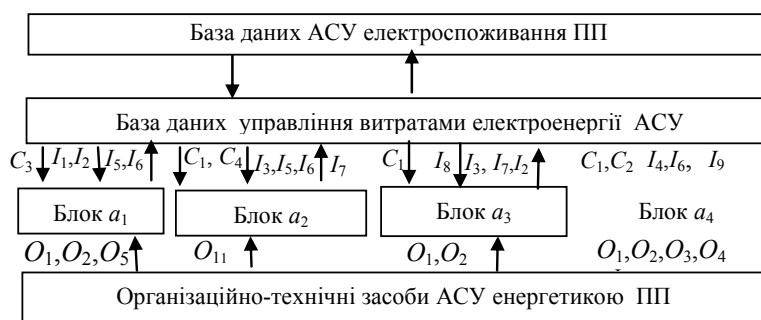 База даних АСУ електроспоживання ПП
База даних управління витратами електроенергії АСУ
C3 I1,I2 I5,I6 C1, C4 I3,I5,I6 I7 C1 I8 I3, I7,I2 C1,C2 I4,I6, I9
Блок a1 Блок a2 Блок a3 Блок a4
O1,O2,O5 O11 O1,O2 O1,O2,O3,O4
Організаційно-технічні засоби АСУ енергетикою ПП